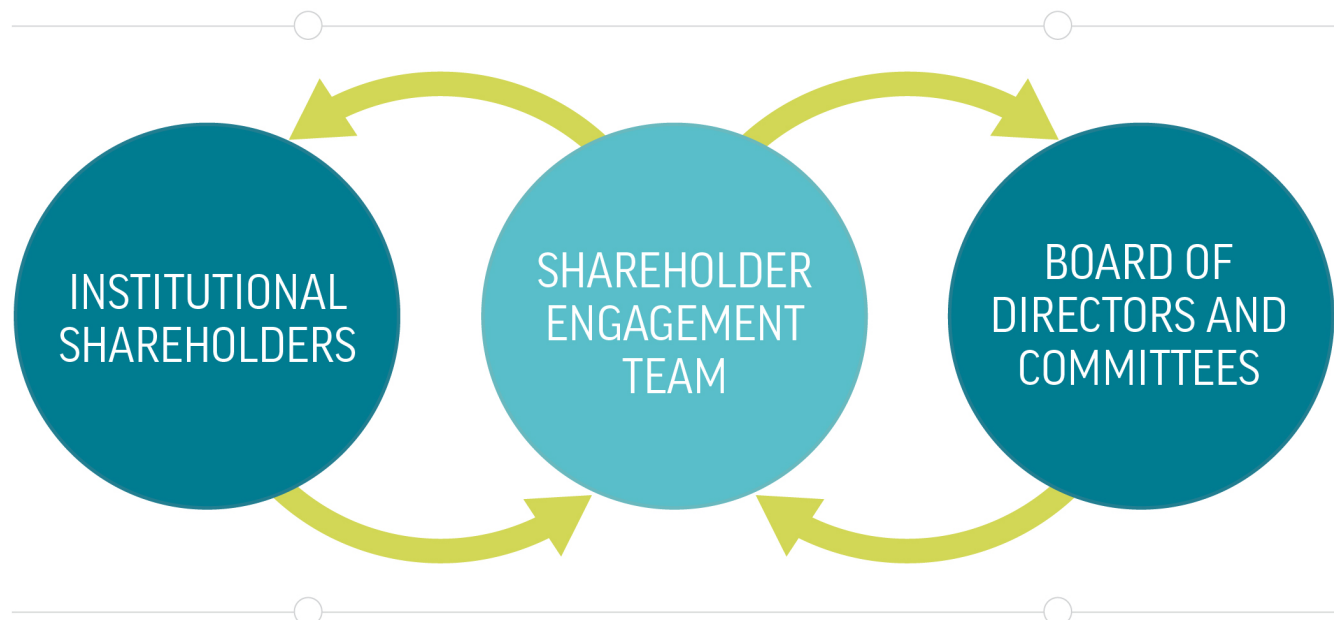 INSTITUTIONAL
SHAREHOLDERS
SHAREHOLDER
ENGAGEMENT
TEAM
BOARD OF
DIRECTORS AND
COMMITTEES